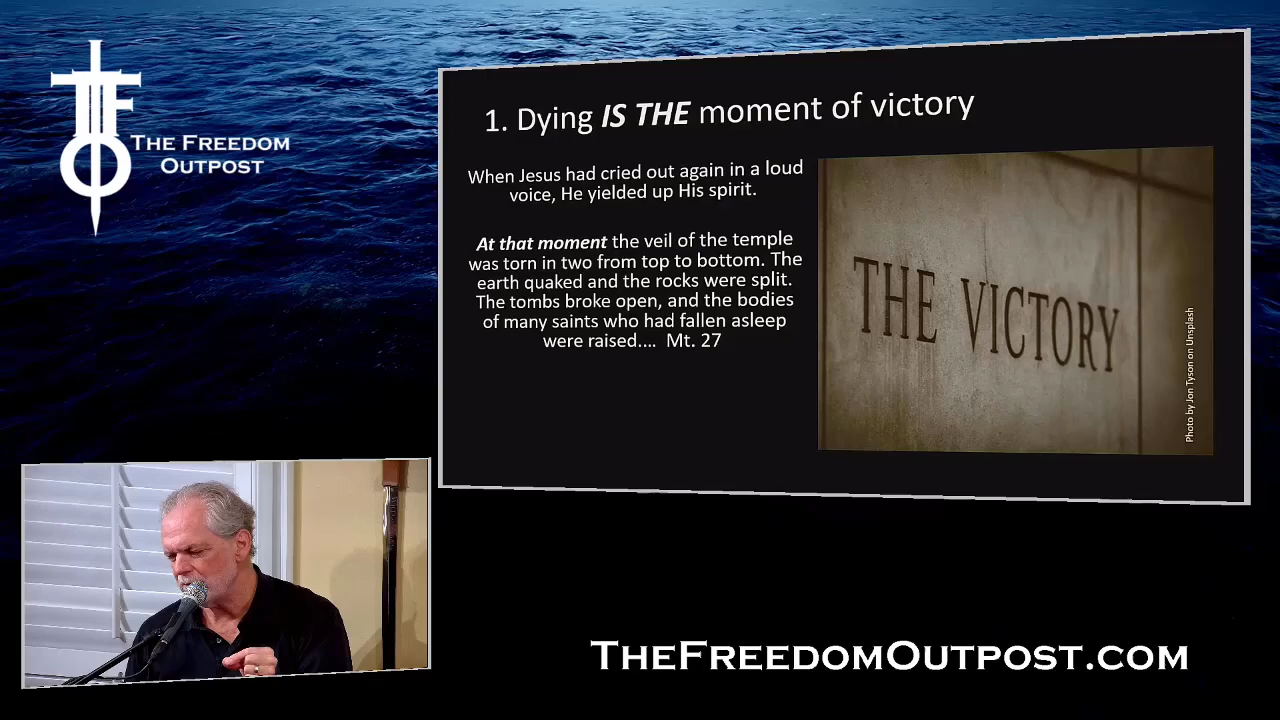 THE FREEDOM
OUTPOST
1. Dying IS THE moment of victory
When Jesus had cried out again in a loud
voice, He yielded up His spirit.
At that moment the veil of the temple
was torn in two from top to bottom. The
earth quaked and the rocks were split.
The tombs broke open, and the bodies
of many saints who had fallen asleep
were raised.... Mt. 27
THE VICTORY
Photo by Jon Tyson on Unsplash
THEFREEDOMOUTPOST.COM